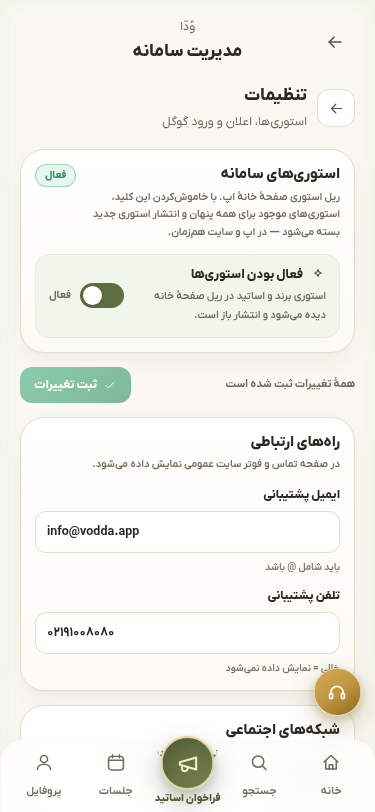 وُدّا
مدیریت سامانه
تنظیمات
استوری‌ها، اعلان و ورود گوگل
استوری‌های سامانه
فعال
ریل استوری صفحهٔ خانهٔ اپ. با خاموش‌کردن این کلید،
استوری‌های موجود برای همه پنهان و انتشار استوری جدید
بسته می‌شود — در اپ و سایت هم‌زمان.
فعال بودن استوری‌ها
استوری برند و اساتید در ریل صفحهٔ خانه
دیده می‌شود و انتشار باز است.
فعال
همهٔ تغییرات ثبت شده است
ثبت تغییرات
راه‌های ارتباطی
در صفحه تماس و فوتر سایت عمومی نمایش داده می‌شود.
ایمیل پشتیبانی
info@vodda.app
باید شامل @ باشد
تلفن پشتیبانی
۰۲۱۹۱۰۰۸۰۸۰
خالی = نمایش داده نمی‌شود
شبکه‌های اجتماعی
خانه
جستجو
فراخوان اساتید
جلسات
پروفایل